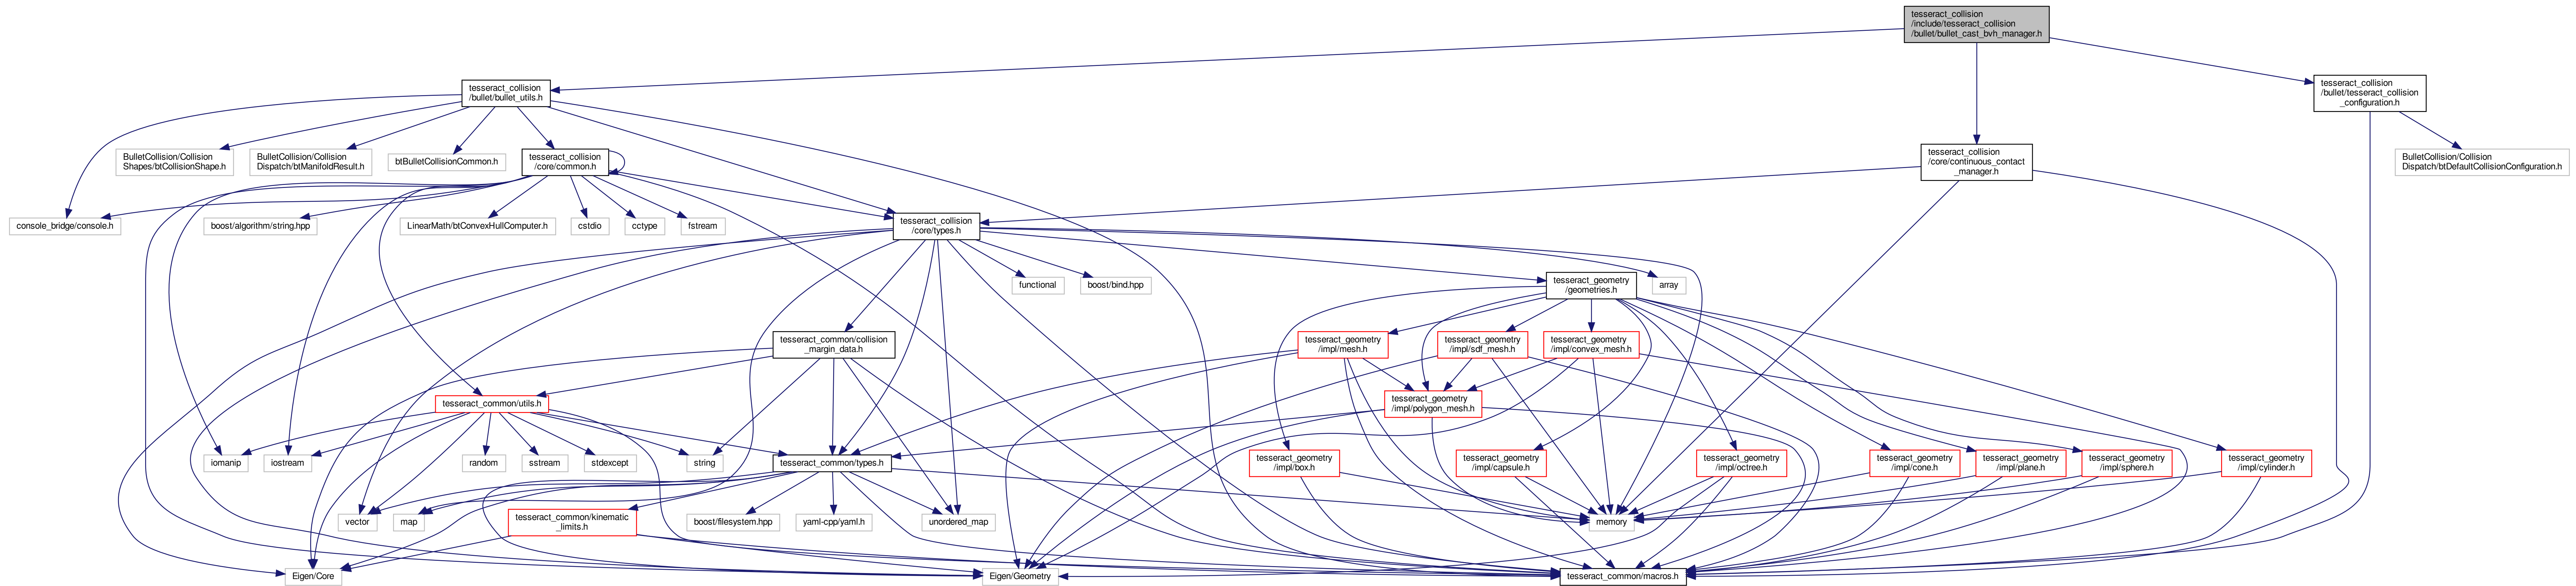 tesseract_collision
/include/tesseract_collision
/bullet/bullet_cast_bvh_manager.h
tesseract_collision
/bullet/bullet_utils.h
tesseract_collision
/bullet/tesseract_collision
_configuration.h
BulletCollision/Collision
Shapes/btCollisionShape.h
BulletCollision/Collision
Dispatch/btManifoldResult.h
btBulletCollisionCommon.h
tesseract_collision
/core/common.h
tesseract_collision
/core/continuous_contact
_manager.h
BulletCollision/Collision
Dispatch/btDefaultCollisionConfiguration.h
console_bridge/console.h
boost/algorithm/string.hpp
LinearMath/btConvexHullComputer.h
cstdio
cctype
fstream
tesseract_collision
/core/types.h
functional
boost/bind.hpp
tesseract_geometry
/geometries.h
array
tesseract_common/collision
_margin_data.h
tesseract_geometry
/impl/mesh.h
tesseract_geometry
/impl/sdf_mesh.h
tesseract_geometry
/impl/convex_mesh.h
tesseract_common/utils.h
tesseract_geometry
/impl/polygon_mesh.h
iomanip
iostream
random
sstream
stdexcept
string
tesseract_common/types.h
tesseract_geometry
/impl/box.h
tesseract_geometry
/impl/capsule.h
tesseract_geometry
/impl/octree.h
tesseract_geometry
/impl/cone.h
tesseract_geometry
/impl/plane.h
tesseract_geometry
/impl/sphere.h
tesseract_geometry
/impl/cylinder.h
vector
map
tesseract_common/kinematic
_limits.h
boost/filesystem.hpp
yaml-cpp/yaml.h
unordered_map
memory
Eigen/Core
Eigen/Geometry
tesseract_common/macros.h